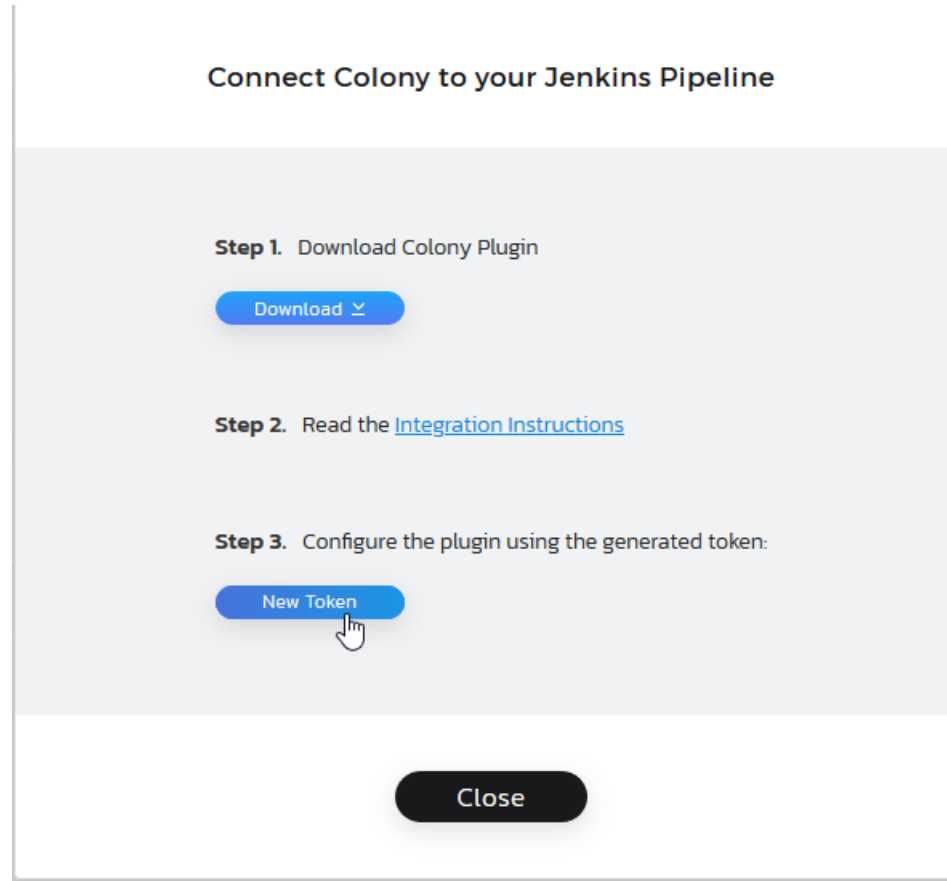 Connect Colony to your Jenkins Pipeline
Step 1. Download Colony Plugin
Download
Step 2. Read the Integration Instructions
Step 3. Configure the plugin using the generated token:
New Token
Close